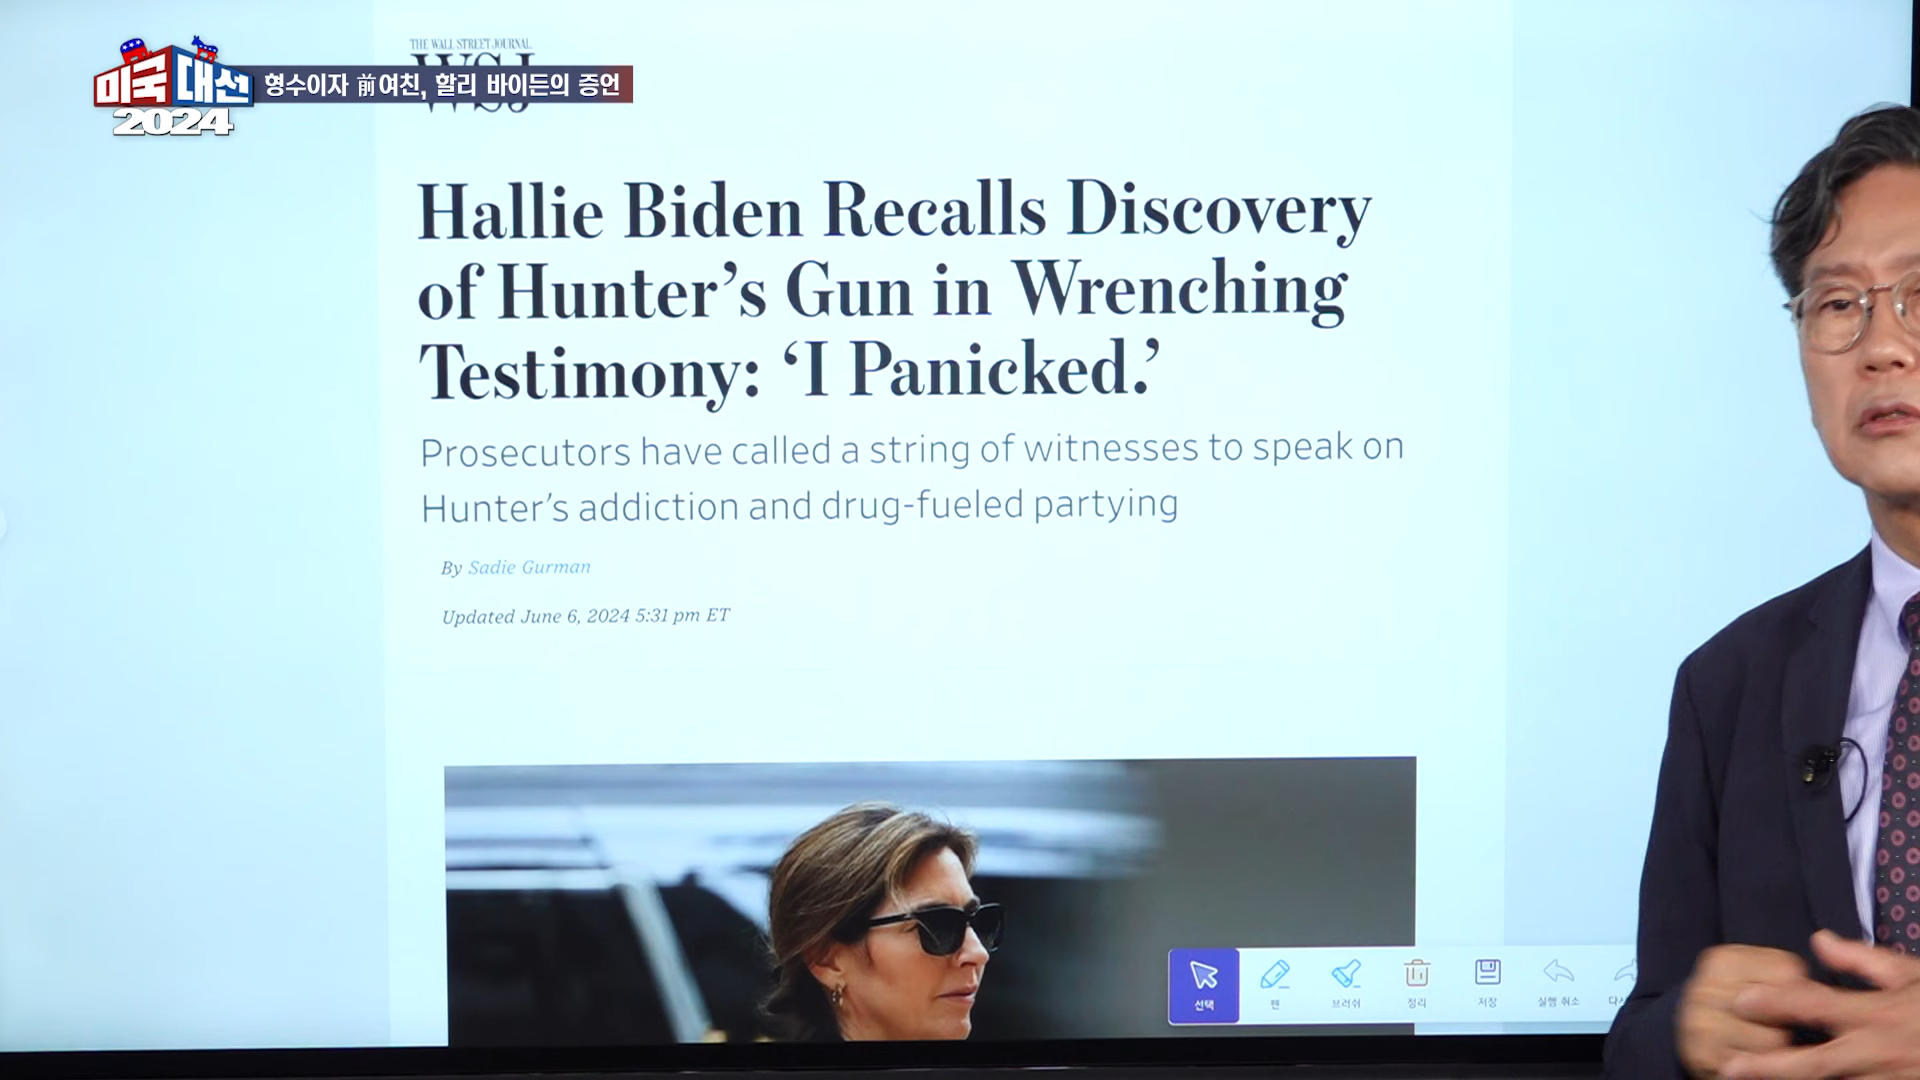 미국 대선
2024
형수이자 前여친, 할리 바이든의 증언
THE WALL STREET JOURNAL.
WSJ
Hallie Biden Recalls Discovery
of Hunter’s Gun in Wrenching
Testimony: ‘I Panicked.’
Prosecutors have called a string of witnesses to speak on
Hunter’s addiction and drug-fueled partying
By Sadie Gurman
Updated June 6, 2024 5:31 pm ET
선택 펜 브러쉬 정리 저장 실행 취소